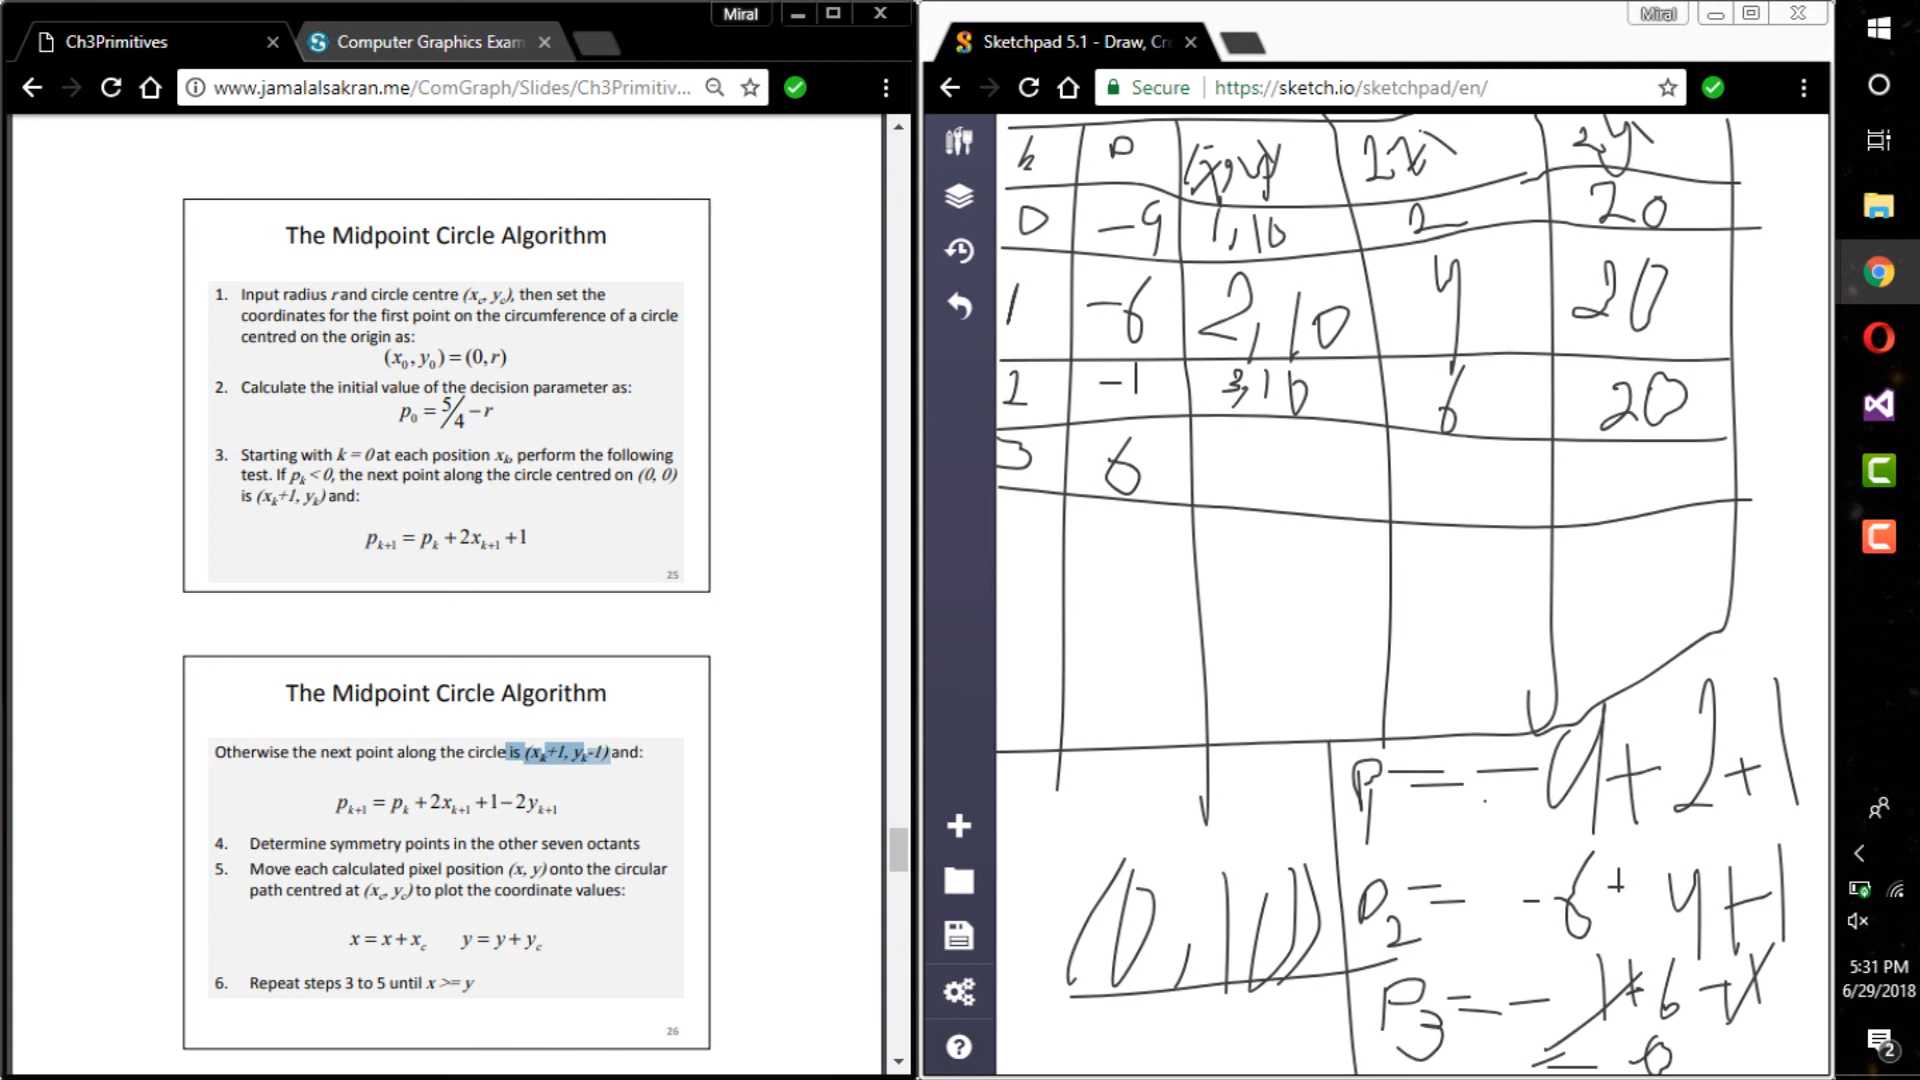 Miral
Ch3Primitives
Computer Graphics Exam
www.jamalalsakran.me/ComGraph/Slides/Ch3Primitiv...
The Midpoint Circle Algorithm
1. Input radius r and circle centre (xc, yc), then set the
coordinates for the first point on the circumference of a circle
centred on the origin as:
(x0, y0) = (0, r)
2. Calculate the initial value of the decision parameter as:
p0 = 5/4 − r
3. Starting with k = 0 at each position xk, perform the following
test. If pk < 0, the next point along the circle centred on (0, 0)
is (xk+1, yk) and:
pk+1 = pk + 2xk+1 + 1
25
The Midpoint Circle Algorithm
Otherwise the next point along the circle is (xk+1, yk-1) and:
pk+1 = pk + 2xk+1 + 1 − 2yk+1
4. Determine symmetry points in the other seven octants
5. Move each calculated pixel position (x, y) onto the circular
path centred at (xc, yc) to plot the coordinate values:
x = x + xc y = y + yc
6. Repeat steps 3 to 5 until x >= y
26
Miral
Sketchpad 5.1 - Draw, Cr
Secure https://sketch.io/sketchpad/en/
k P (x,y) 2x 2y
0 -9 1,10 2 20
1 -6 2,10 4 20
2 -1 3,10 6 20
3 6
P1 = -9+2+1
P2 = -6+4+1
(0,10)
P3 = -1+6+1
= 6
5:31 PM
6/29/2018
2